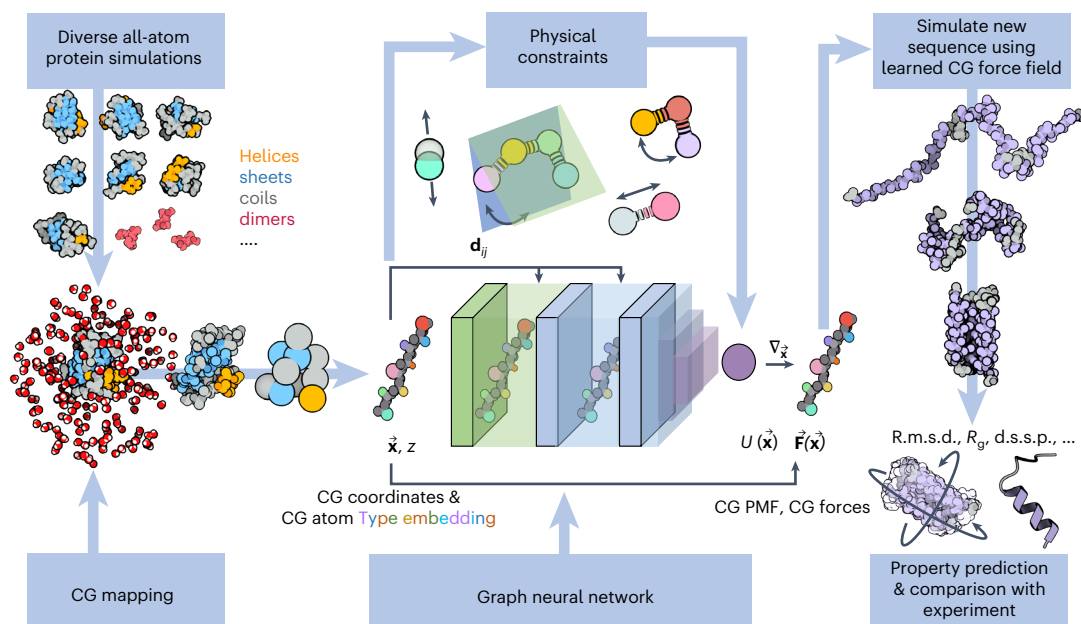 Diverse all-atom
protein simulations
Physical
constraints
Simulate new
sequence using
learned CG force field
Helices
sheets
coils
dimers
....
d_ij
∇_x⃗
x⃗, z
U(x⃗)
F⃗(x⃗)
CG coordinates &
CG atom Type embedding
CG PMF, CG forces
R.m.s.d., R_g, d.s.s.p., ...
CG mapping
Graph neural network
Property prediction
& comparison with
experiment